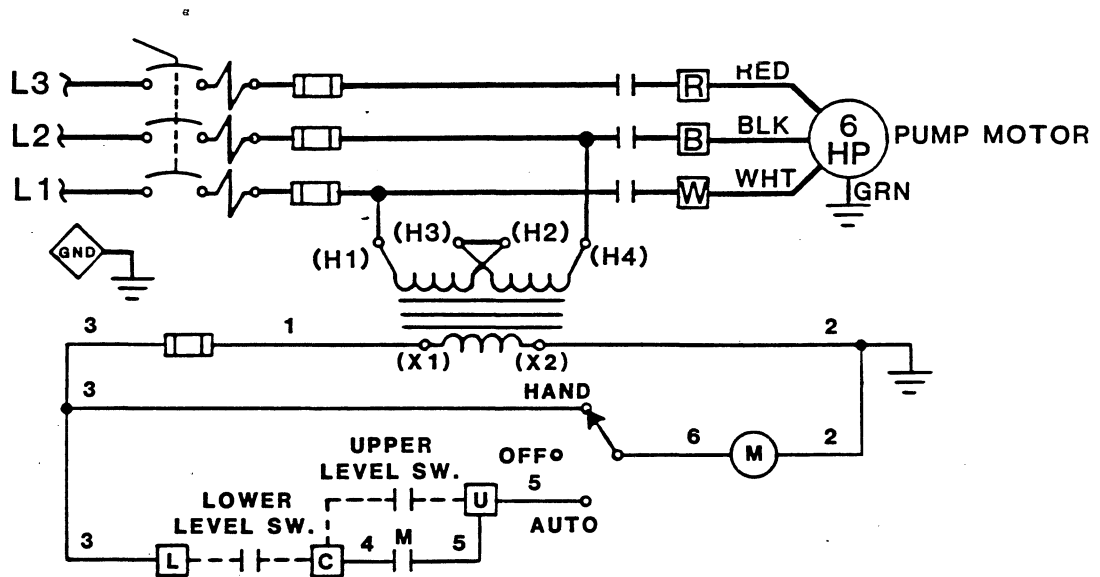 L3
RED
R
L2
BLK
B
6
HP
PUMP MOTOR
L1
WHT
W
GRN
GND
(H1)
(H3)
(H2)
(H4)
3
1
(X1)
(X2)
2
3
HAND
6
M
2
UPPER
LEVEL SW.
OFF
5
U
AUTO
LOWER
LEVEL SW.
3
L
C
4
M
5